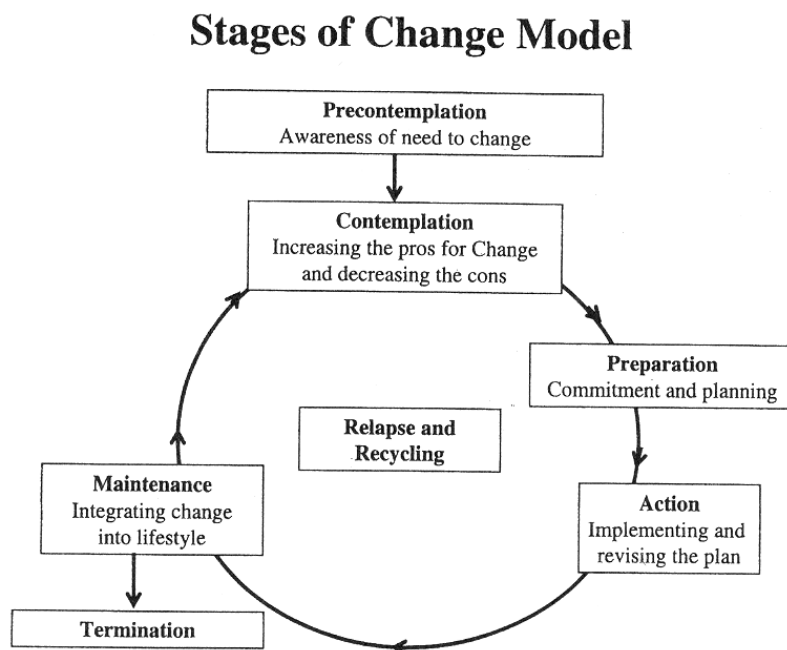 Stages of Change Model
Precontemplation
Awareness of need to change
Contemplation
Increasing the pros for Change
and decreasing the cons
Preparation
Commitment and planning
Relapse and
Recycling
Maintenance
Integrating change
into lifestyle
Action
Implementing and
revising the plan
Termination